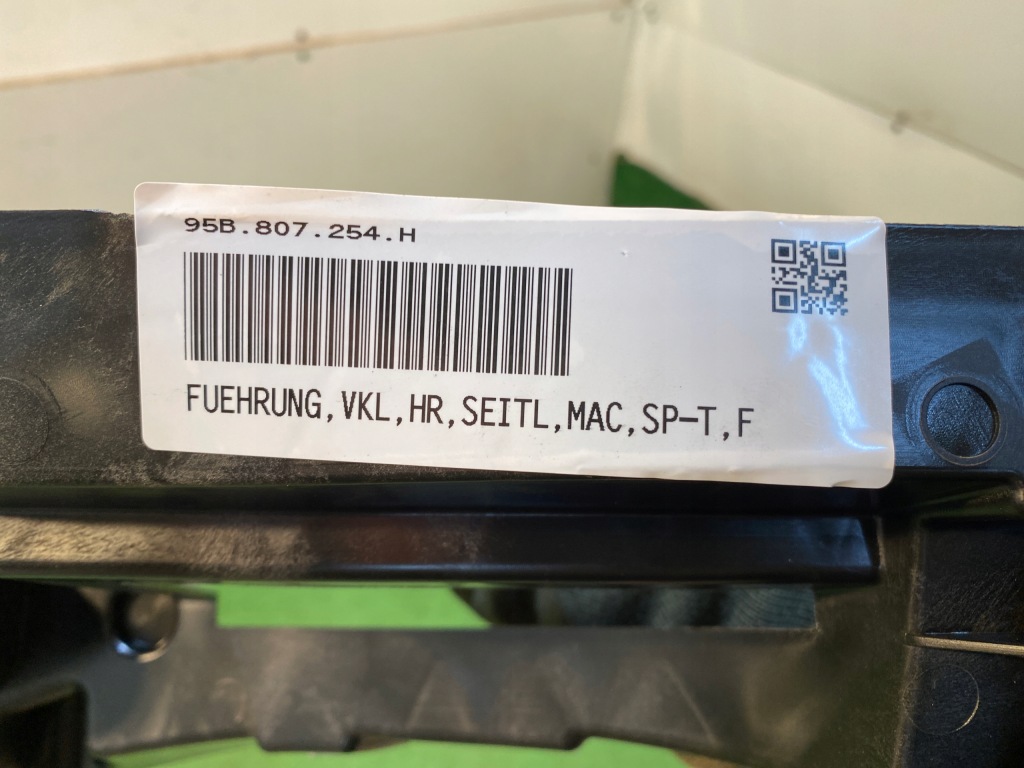 95B.807.254.H
FUEHRUNG,VKL,HR,SEITL,MAC,SP-T,F